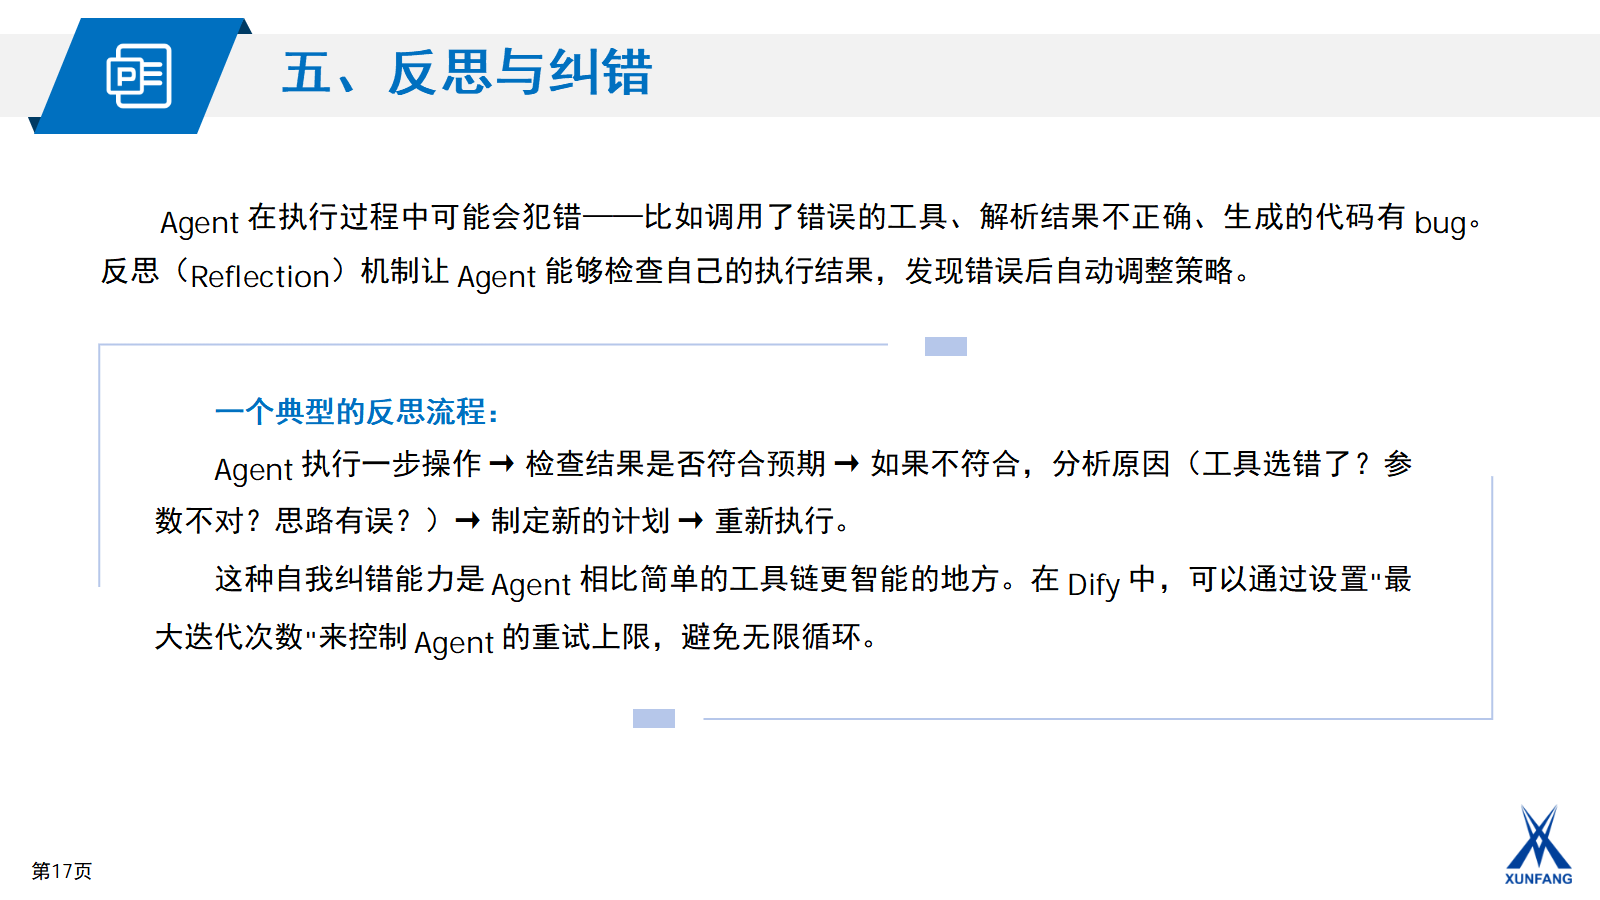 五、反思与纠错
Agent 在执行过程中可能会犯错——比如调用了错误的工具、解析结果不正确、生成的代码有 bug。
反思（Reflection）机制让 Agent 能够检查自己的执行结果，发现错误后自动调整策略。
一个典型的反思流程：
Agent 执行一步操作 → 检查结果是否符合预期 → 如果不符合，分析原因（工具选错了？参
数不对？思路有误？）→ 制定新的计划 → 重新执行。
这种自我纠错能力是 Agent 相比简单的工具链更智能的地方。在 Dify 中，可以通过设置"最
大迭代次数"来控制 Agent 的重试上限，避免无限循环。
第17页
XUNFANG